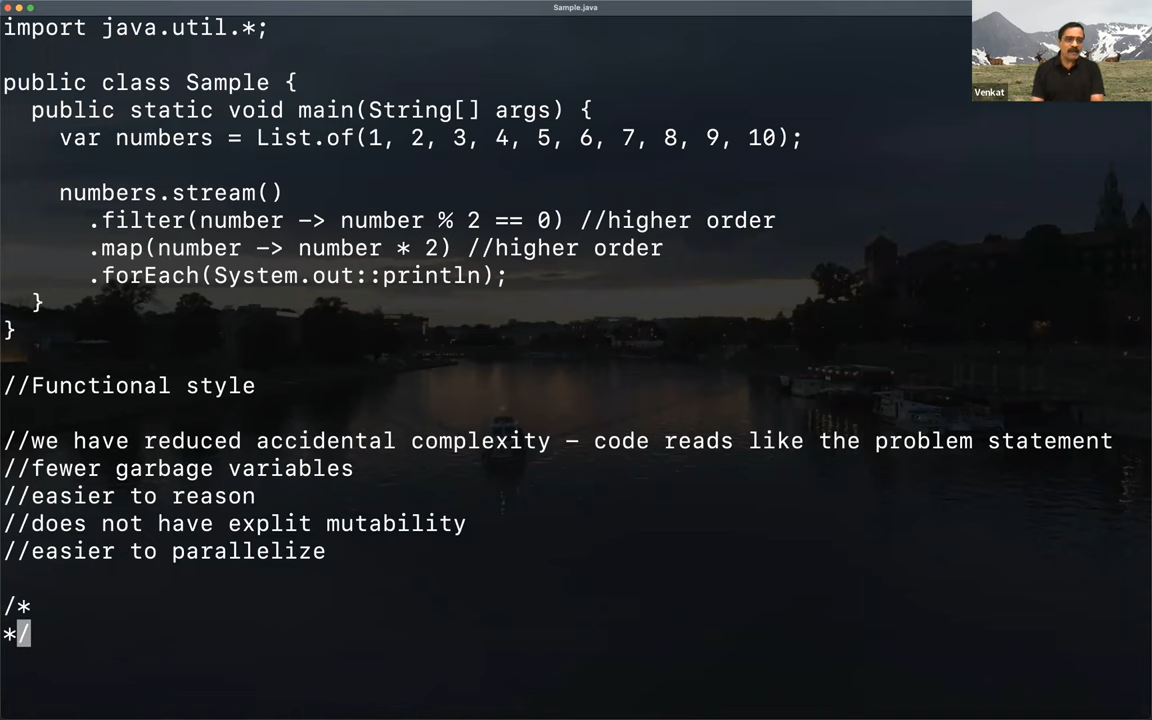 Sample.java
import java.util.*;
public class Sample {
public static void main(String[] args) {
var numbers = List.of(1, 2, 3, 4, 5, 6, 7, 8, 9, 10);
numbers.stream()
.filter(number -> number % 2 == 0) //higher order
.map(number -> number * 2) //higher order
.forEach(System.out::println);
}
}
//Functional style
//we have reduced accidental complexity – code reads like the problem statement
//fewer garbage variables
//easier to reason
//does not have explit mutability
//easier to parallelize
/*
*/
Venkat